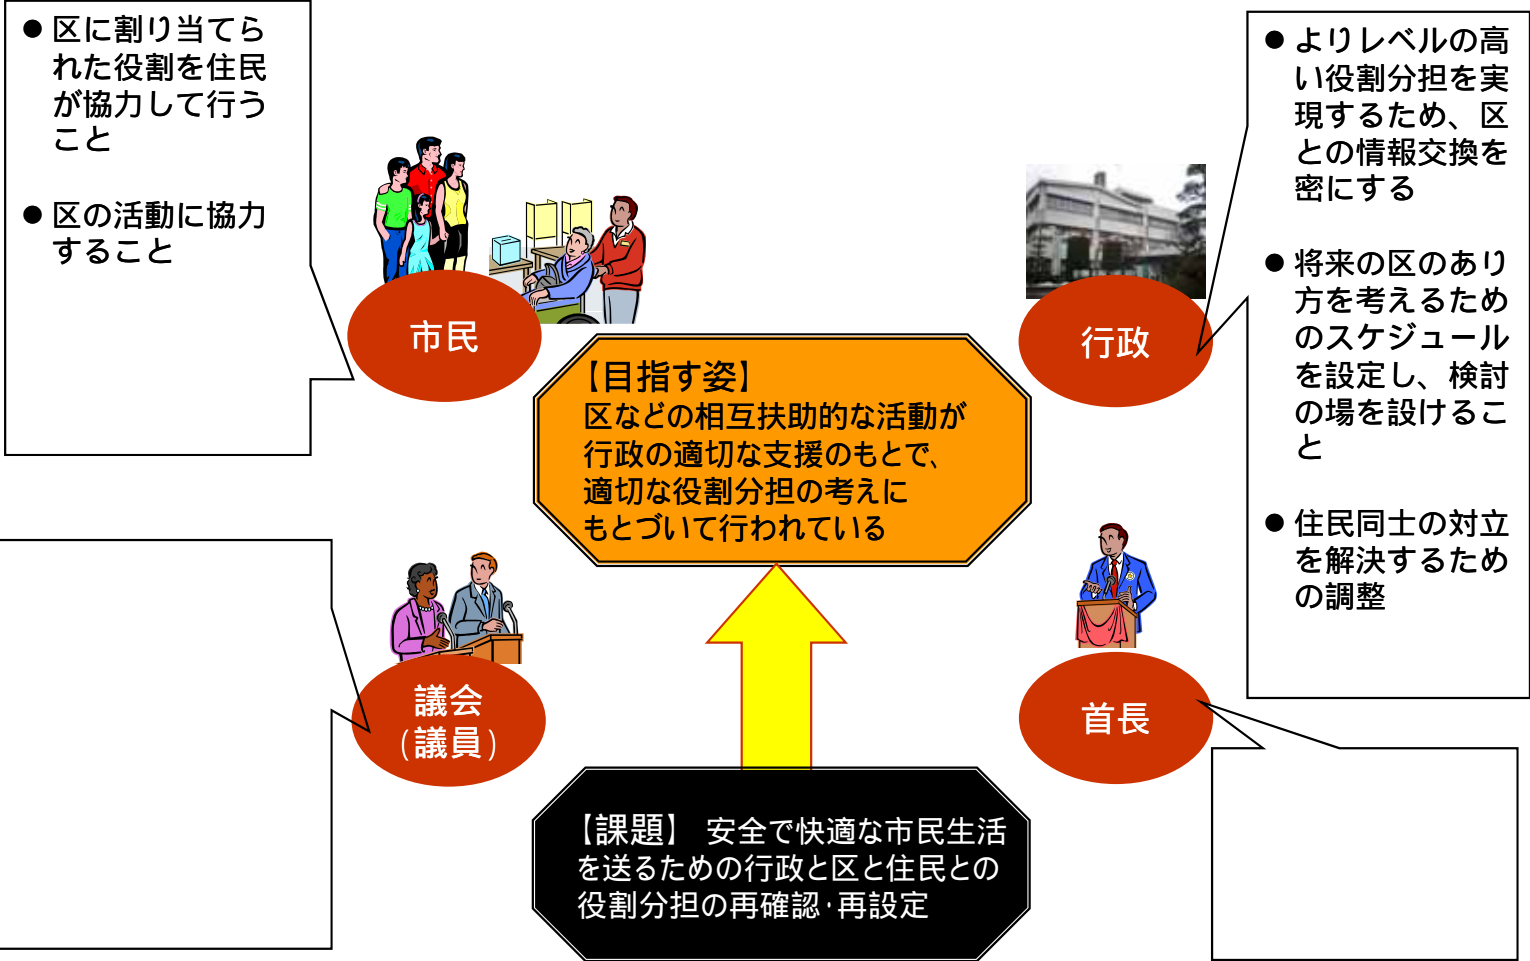 ● 区に割り当てら
れた役割を住民
が協力して行う
こと
● 区の活動に協力
すること
市民
● よりレベルの高
い役割分担を実
現するため、区
との情報交換を
密にする
● 将来の区のあり
方を考えるため
のスケジュール
を設定し、検討
の場を設けるこ
と
● 住民同士の対立
を解決するため
の調整
行政
【目指す姿】
区などの相互扶助的な活動が
行政の適切な支援のもとで、
適切な役割分担の考えに
もとづいて行われている
議会
(議員)
首長
【課題】 安全で快適な市民生活
を送るための行政と区と住民との
役割分担の再確認・再設定